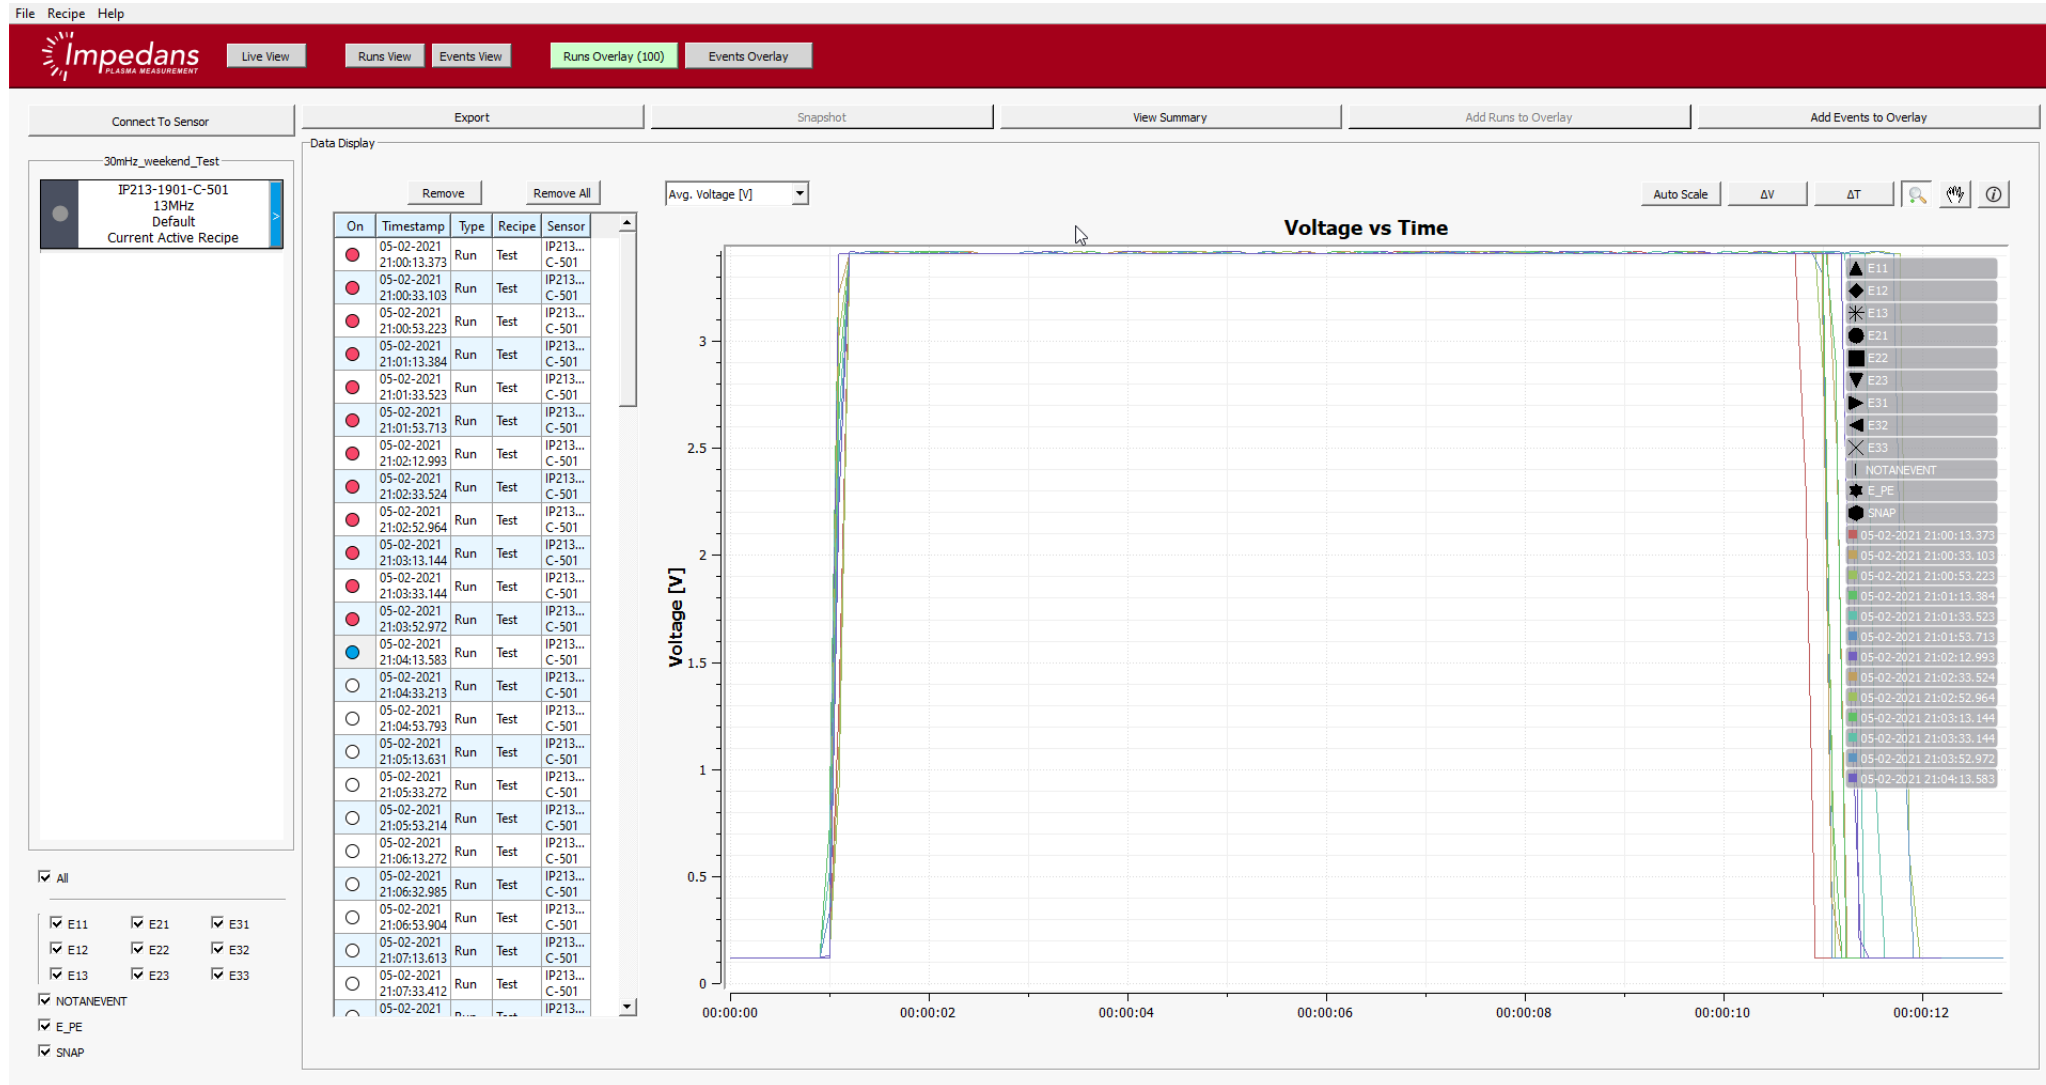 File Recipe Help
Impedans
PLASMA MEASUREMENT
Live View
Runs View
Events View
Runs Overlay (100)
Events Overlay
Connect To Sensor
Export
Snapshot
View Summary
Add Runs to Overlay
Add Events to Overlay
30mHz_weekend_Test
IP213-1901-C-501
13MHz
Default
Current Active Recipe
>
Data Display
Remove
Remove All
Avg. Voltage [V]
Auto Scale
ΔV
ΔT
On Timestamp Type Recipe Sensor
05-02-2021 21:00:13.373 Run Test IP213... C-501
05-02-2021 21:00:33.103 Run Test IP213... C-501
05-02-2021 21:00:53.223 Run Test IP213... C-501
05-02-2021 21:01:13.384 Run Test IP213... C-501
05-02-2021 21:01:33.523 Run Test IP213... C-501
05-02-2021 21:01:53.713 Run Test IP213... C-501
05-02-2021 21:02:12.993 Run Test IP213... C-501
05-02-2021 21:02:33.524 Run Test IP213... C-501
05-02-2021 21:02:52.964 Run Test IP213... C-501
05-02-2021 21:03:13.144 Run Test IP213... C-501
05-02-2021 21:03:33.144 Run Test IP213... C-501
05-02-2021 21:03:52.972 Run Test IP213... C-501
05-02-2021 21:04:13.583 Run Test IP213... C-501
05-02-2021 21:04:33.213 Run Test IP213... C-501
05-02-2021 21:04:53.793 Run Test IP213... C-501
05-02-2021 21:05:13.631 Run Test IP213... C-501
05-02-2021 21:05:33.272 Run Test IP213... C-501
05-02-2021 21:05:53.214 Run Test IP213... C-501
05-02-2021 21:06:13.272 Run Test IP213... C-501
05-02-2021 21:06:32.985 Run Test IP213... C-501
05-02-2021 21:06:53.904 Run Test IP213... C-501
05-02-2021 21:07:13.613 Run Test IP213... C-501
05-02-2021 21:07:33.412 Run Test IP213... C-501
05-02-2021 IP213...
Voltage vs Time
Voltage [V]
3
2.5
2
1.5
1
0.5
0
00:00:00
00:00:02
00:00:04
00:00:06
00:00:08
00:00:10
00:00:12
E11
E12
E13
E21
E22
E23
E31
E32
E33
NOTANEVENT
E_PE
SNAP
05-02-2021 21:00:13.373
05-02-2021 21:00:33.103
05-02-2021 21:00:53.223
05-02-2021 21:01:13.384
05-02-2021 21:01:33.523
05-02-2021 21:01:53.713
05-02-2021 21:02:12.993
05-02-2021 21:02:33.524
05-02-2021 21:02:52.964
05-02-2021 21:03:13.144
05-02-2021 21:03:33.144
05-02-2021 21:03:52.972
05-02-2021 21:04:13.583
All
E11 E21 E31
E12 E22 E32
E13 E23 E33
NOTANEVENT
E_PE
SNAP